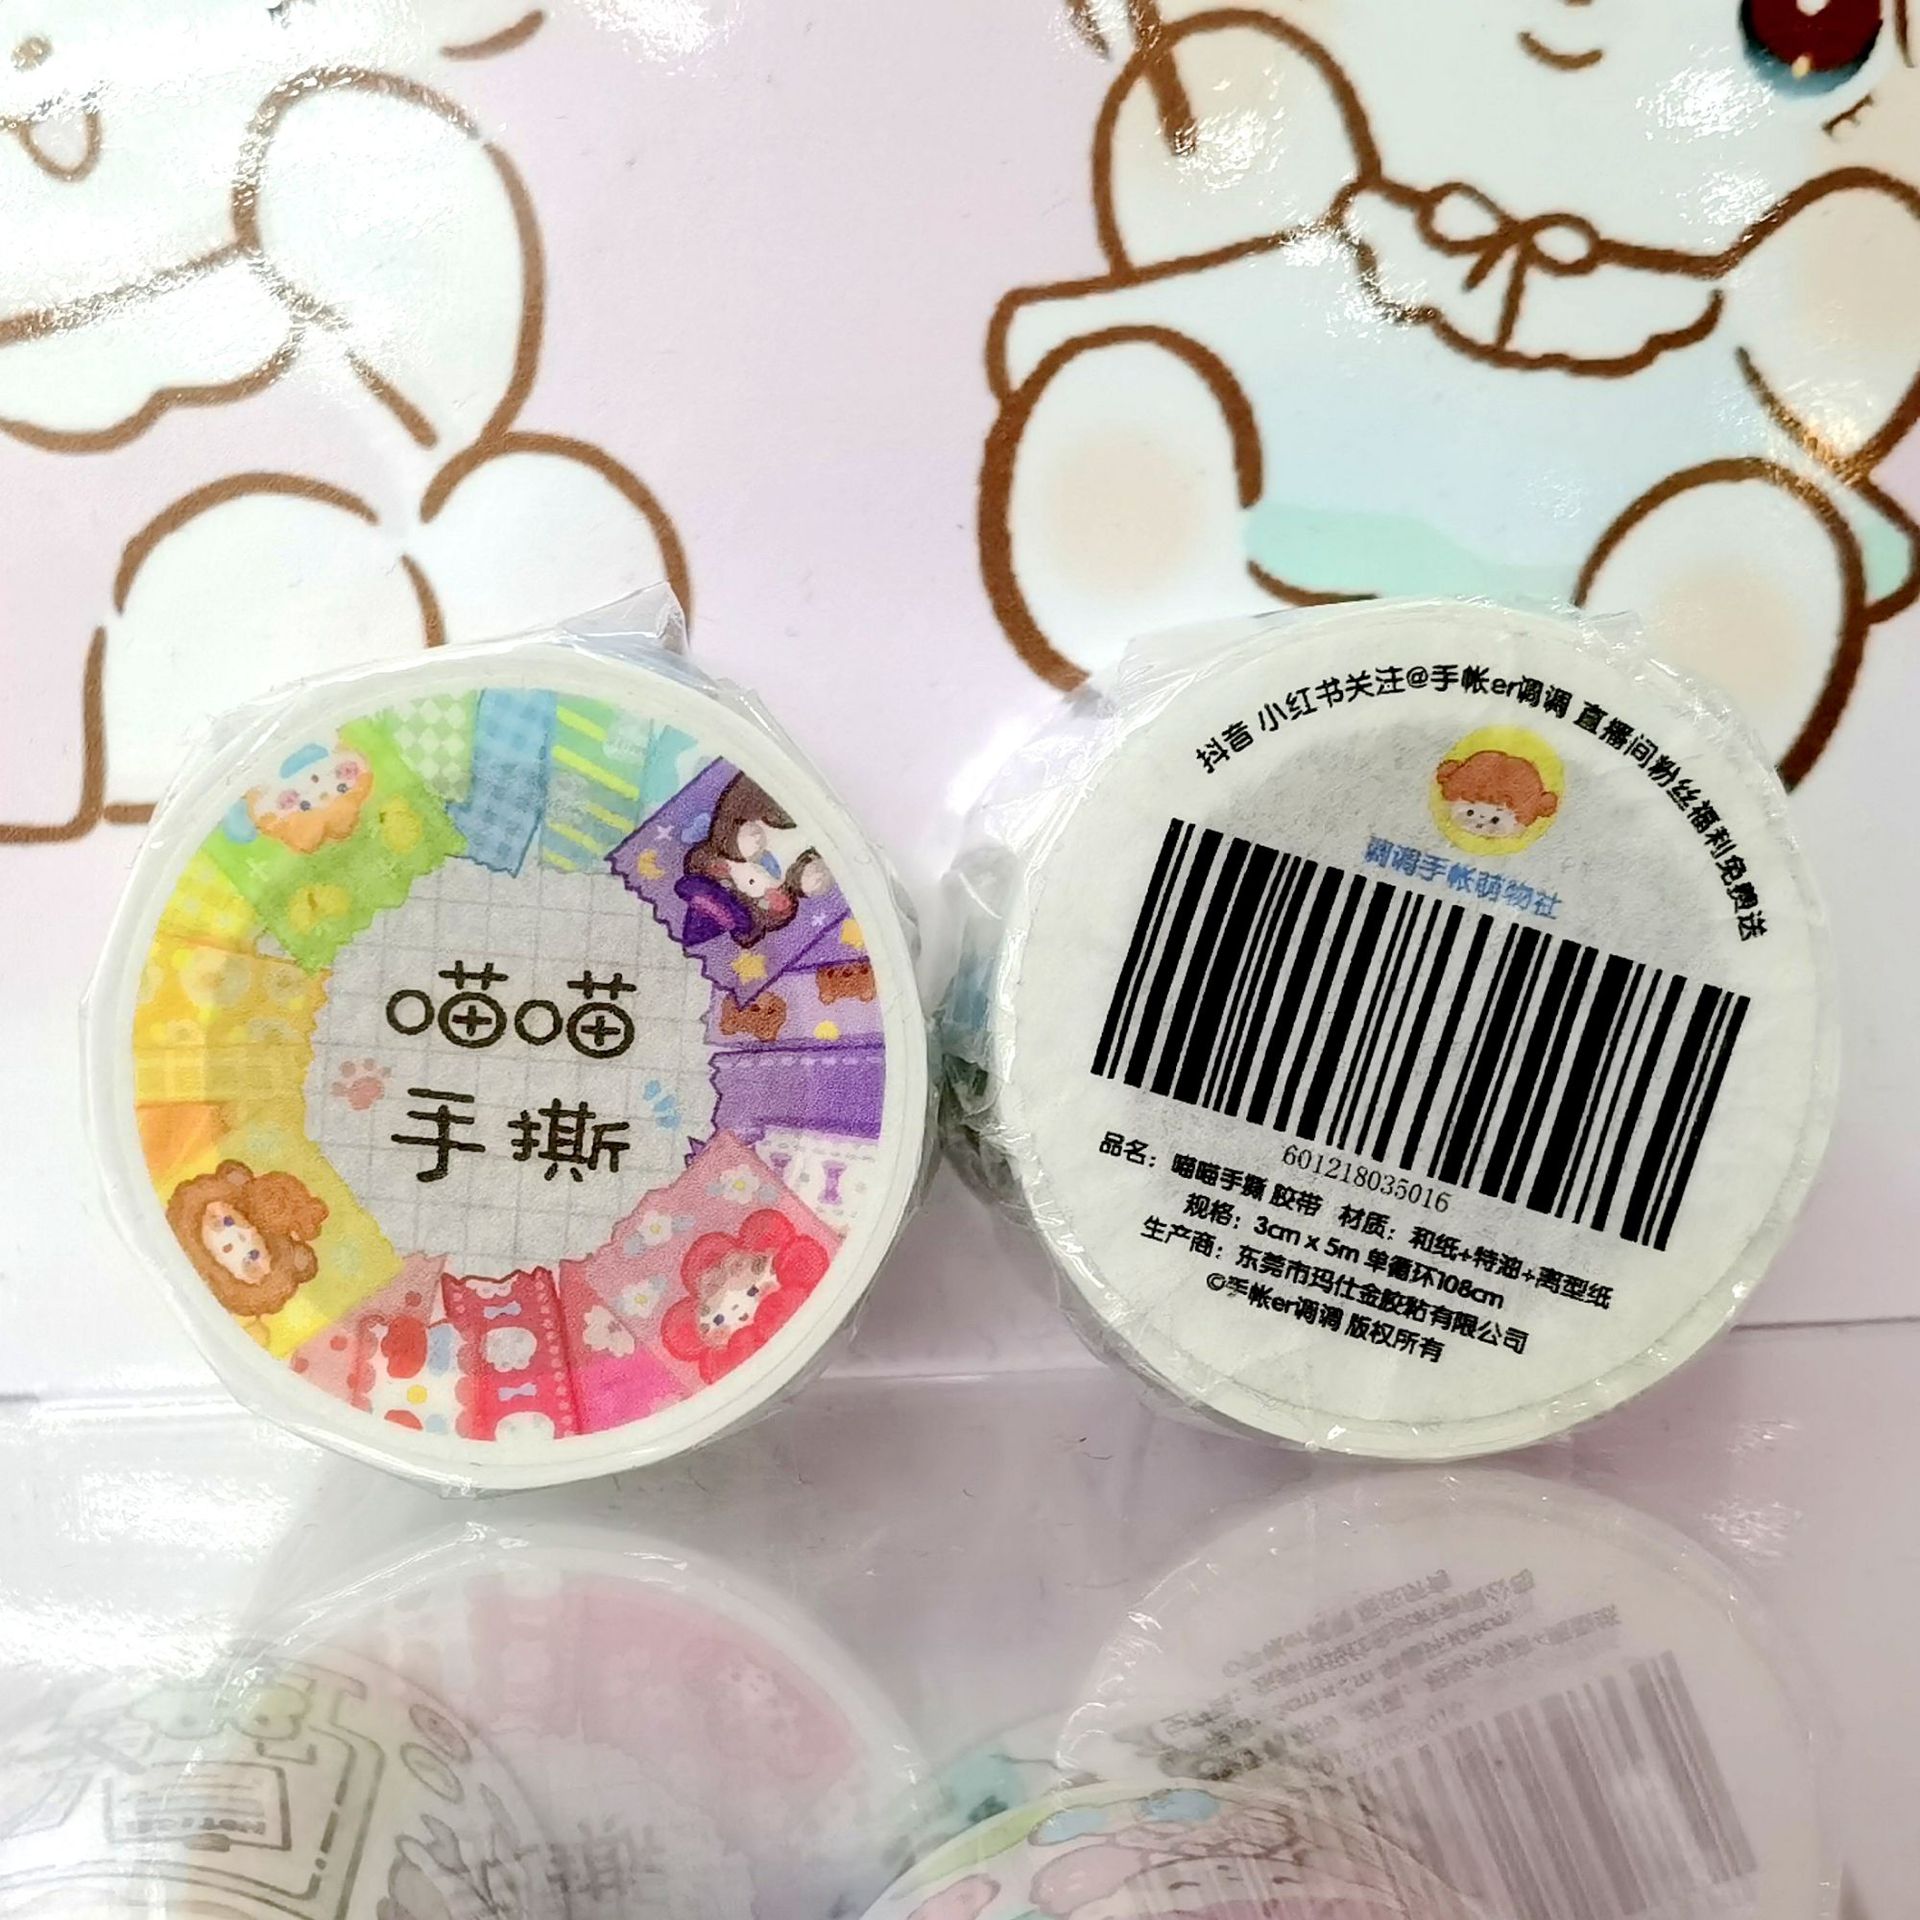 喵喵
手撕
抖音 小红书关注@手帐er调调 直播间粉丝福利免费送
调调手帐萌物社
601218035016
品名：喵喵手撕 胶带 材质：和纸+特油+离型纸
规格：3cm x 5m 单循环108cm
生产商：东莞市玛仕金胶粘有限公司
©手帐er调调 版权所有